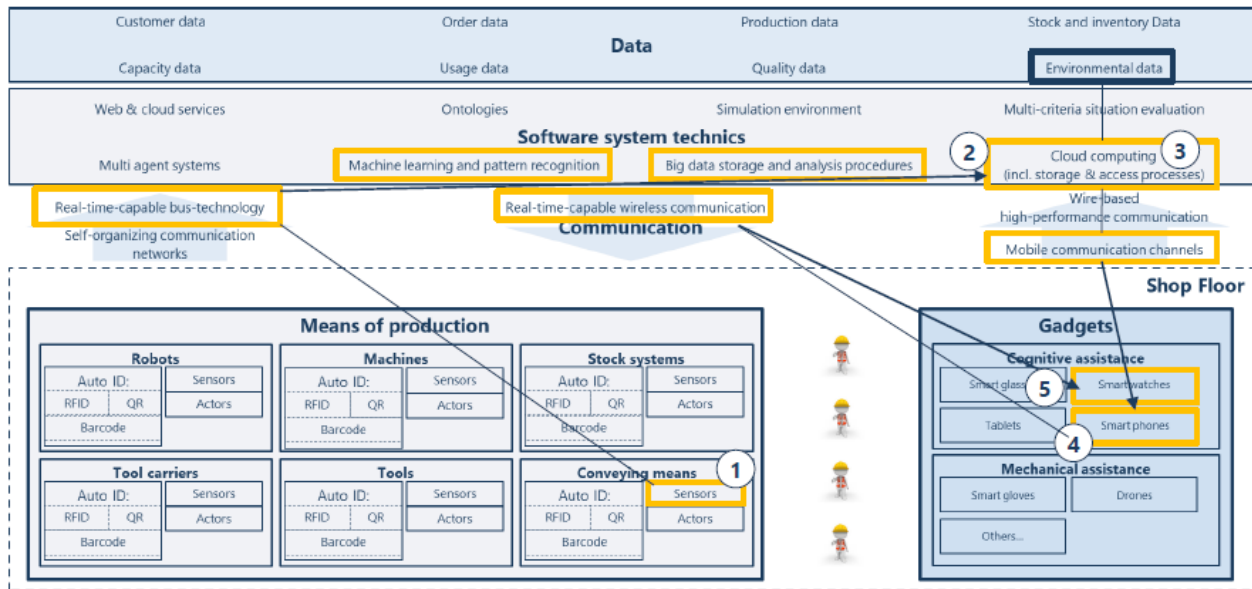 Customer data
Order data
Production data
Stock and inventory Data
Data
Capacity data
Usage data
Quality data
Environmental data
Web & cloud services
Ontologies
Simulation environment
Multi-criteria situation evaluation
Software system technics
Multi agent systems
Machine learning and pattern recognition
Big data storage and analysis procedures
2
Cloud computing
(incl. storage & access processes)
3
Real-time-capable bus-technology
Self-organizing communication
networks
Real-time-capable wireless communication
Communication
Wire-based
high-performance communication
Mobile communication channels
Shop Floor
Means of production
Robots
Auto ID:
RFID
QR
Barcode
Sensors
Actors
Machines
Auto ID:
RFID
QR
Barcode
Sensors
Actors
Stock systems
Auto ID:
RFID
QR
Barcode
Sensors
Actors
Tool carriers
Auto ID:
RFID
QR
Barcode
Sensors
Actors
Tools
Auto ID:
RFID
QR
Barcode
Sensors
Actors
Conveying means
1
Auto ID:
RFID
QR
Barcode
Sensors
Actors
Gadgets
Cognitive assistance
Smart glas
5
Smart watches
Tablets
4
Smart phones
Mechanical assistance
Smart gloves
Drones
Others...